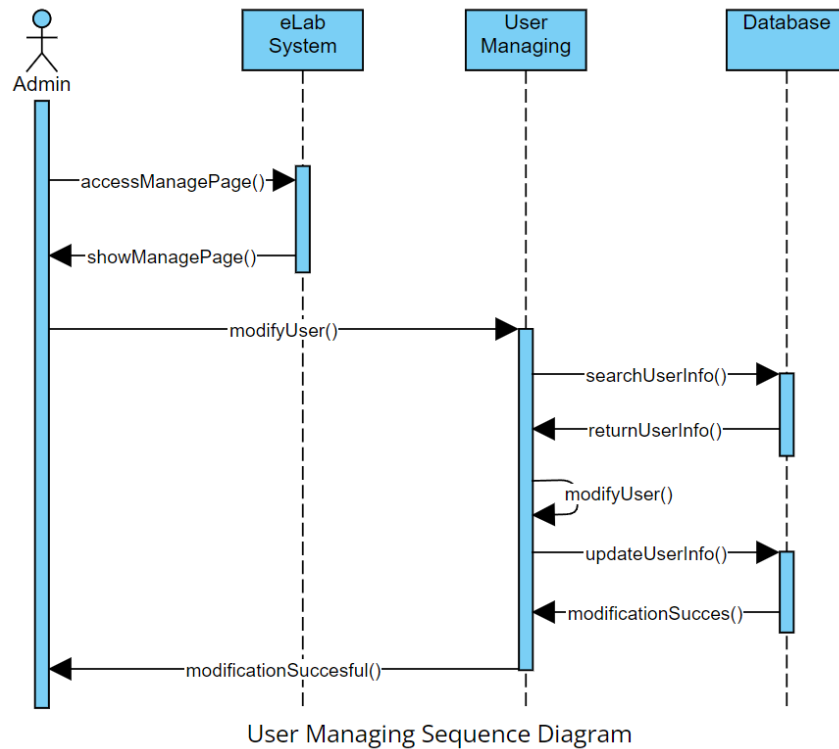 eLab
System
User
Managing
Database
Admin
accessManagePage()
showManagePage()
modifyUser()
searchUserInfo()
returnUserInfo()
modifyUser()
updateUserInfo()
modificationSucces()
modificationSuccesful()
User Managing Sequence Diagram